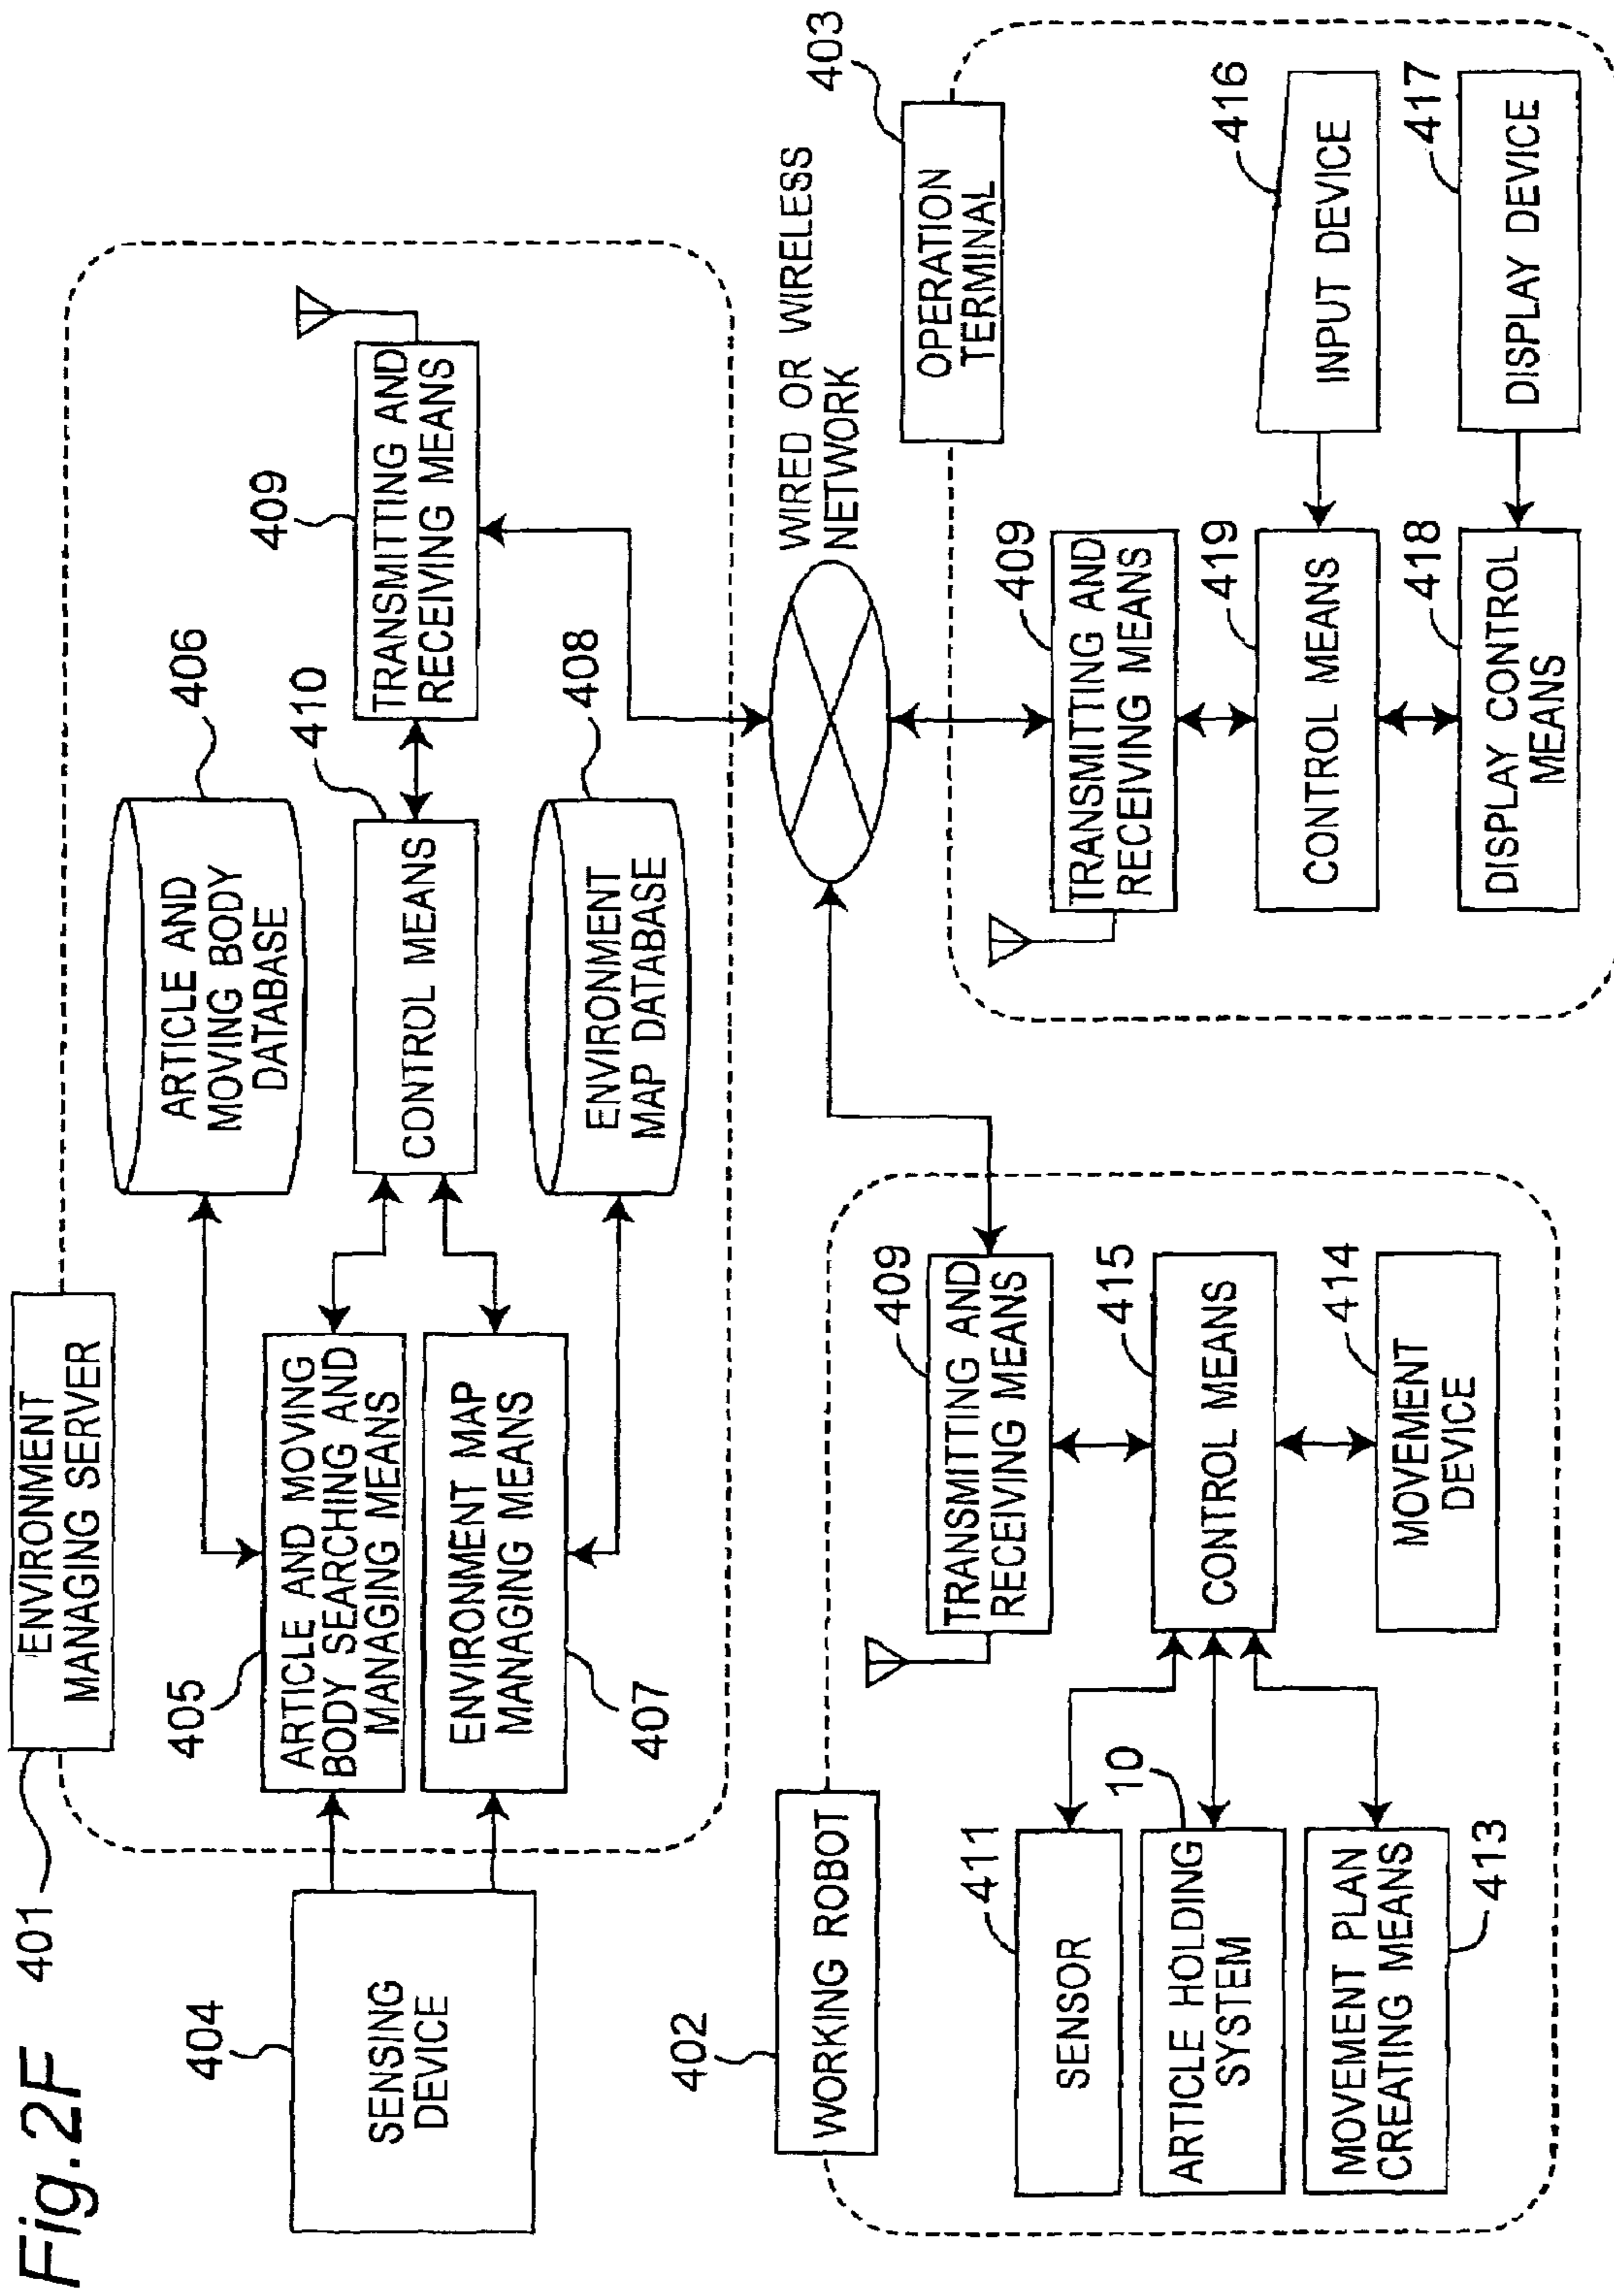 Fig.2F
401
ENVIRONMENT
MANAGING SERVER
404
SENSING
DEVICE
405
ARTICLE AND MOVING
BODY SEARCHING AND
MANAGING MEANS
ENVIRONMENT MAP
MANAGING MEANS
407
406
ARTICLE AND
MOVING BODY
DATABASE
410
CONTROL MEANS
408
ENVIRONMENT
MAP DATABASE
409
TRANSMITTING AND
RECEIVING MEANS
WIRED OR WIRELESS
NETWORK
402
WORKING ROBOT
411
SENSOR
10
ARTICLE HOLDING
SYSTEM
MOVEMENT PLAN
CREATING MEANS
413
409
TRANSMITTING AND
RECEIVING MEANS
415
CONTROL MEANS
414
MOVEMENT
DEVICE
403
OPERATION
TERMINAL
409
TRANSMITTING AND
RECEIVING MEANS
419
CONTROL MEANS
418
DISPLAY CONTROL
MEANS
416
INPUT DEVICE
417
DISPLAY DEVICE